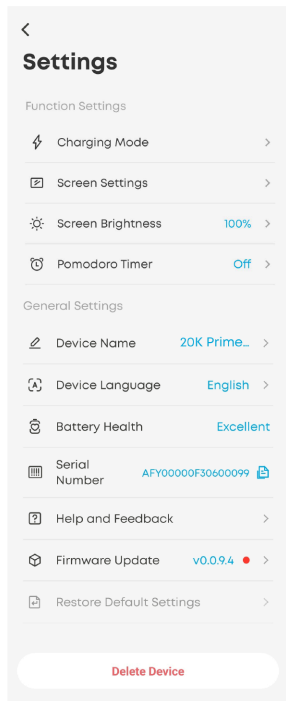 Settings
Function Settings
Charging Mode
Screen Settings
Screen Brightness 100%
Pomodoro Timer Off
General Settings
Device Name 20K Prime...
Device Language English
Battery Health Excellent
Serial
Number AFY00000F30600099
Help and Feedback
Firmware Update v0.0.9.4
Restore Default Settings
Delete Device